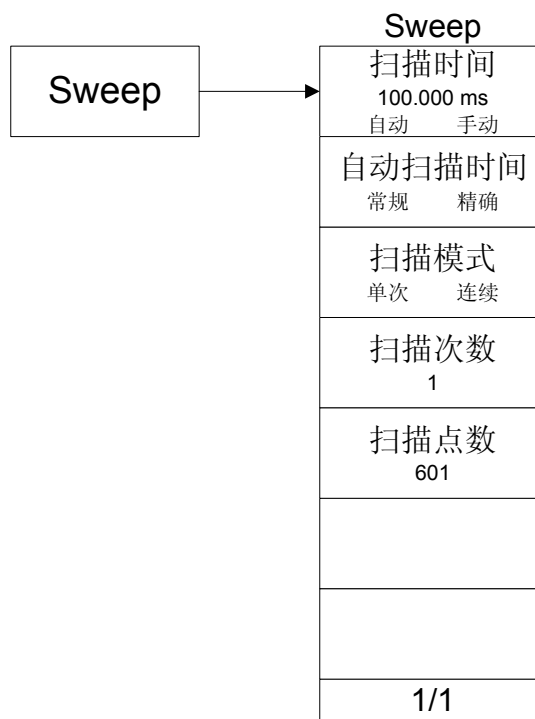 Sweep
Sweep
扫描时间
100.000 ms
自动 手动
自动扫描时间
常规 精确
扫描模式
单次 连续
扫描次数
1
扫描点数
601
1/1